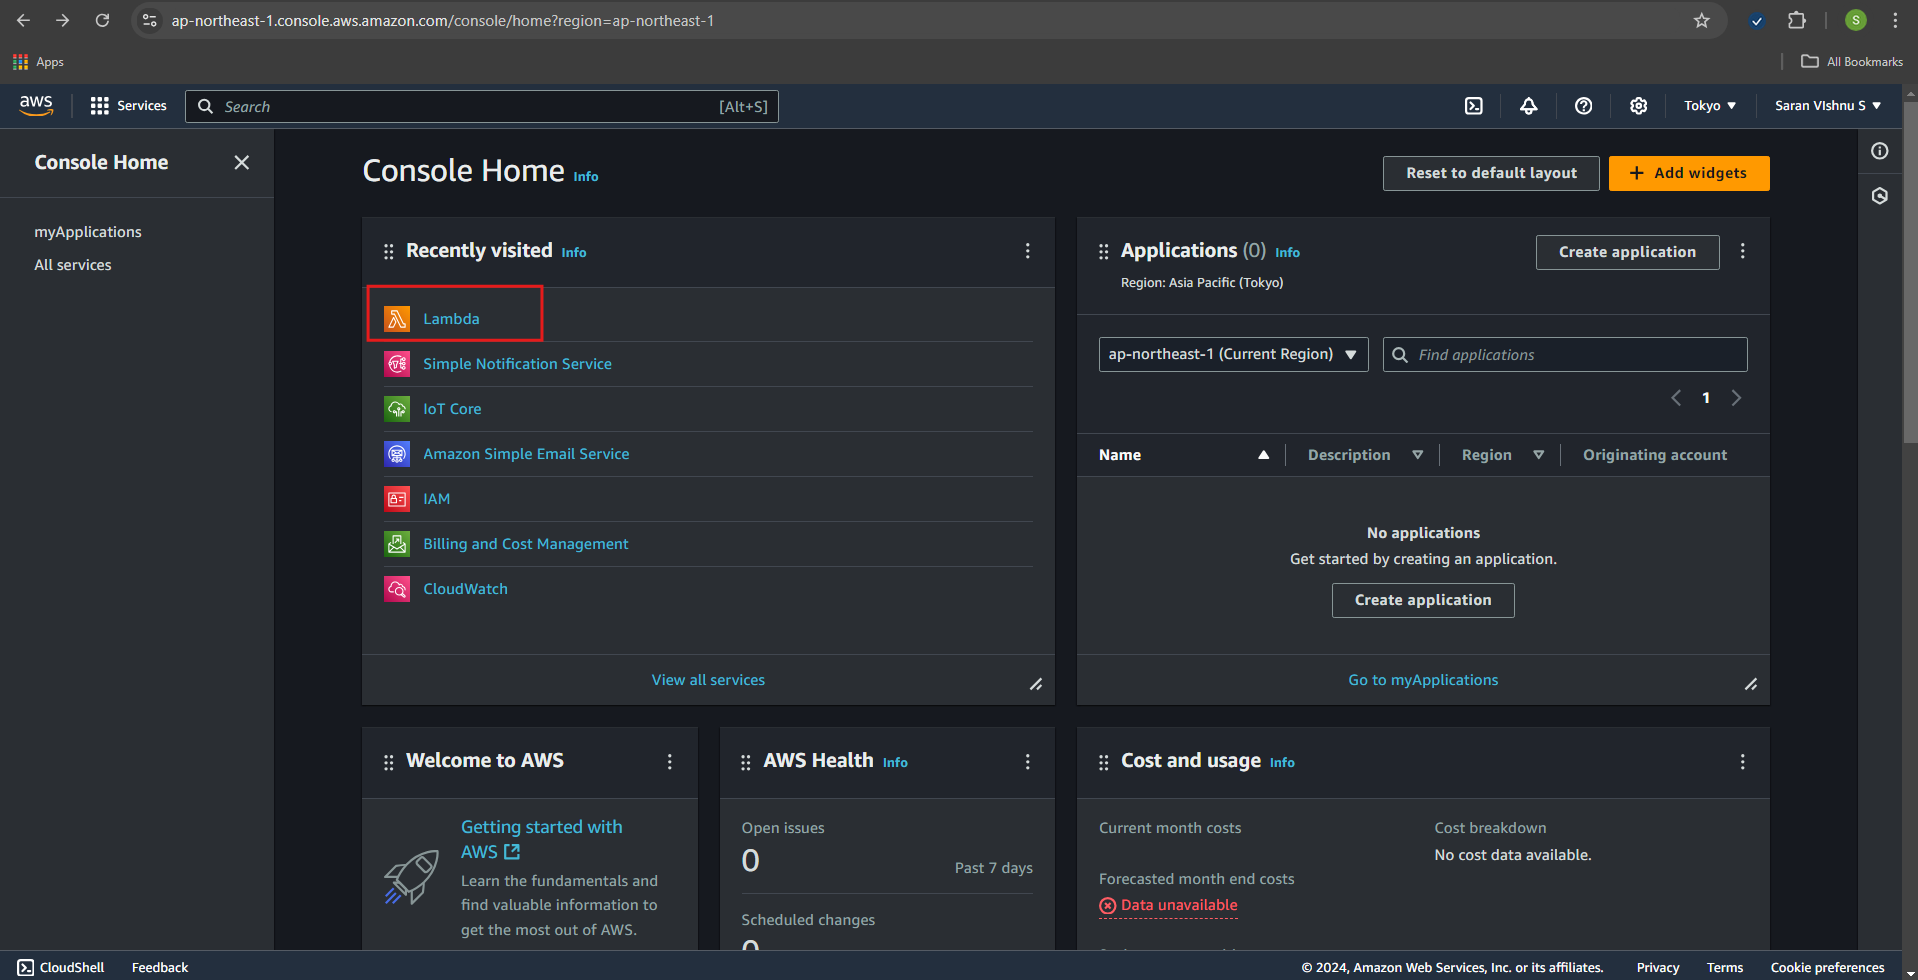 ap-northeast-1.console.aws.amazon.com/console/home?region=ap-northeast-1
S
Apps
All Bookmarks
aws
Services
Search
[Alt+S]
Tokyo
Saran VIshnu S
Console Home
myApplications
All services
Console Home Info
Reset to default layout
Add widgets
Recently visited Info
Lambda
Simple Notification Service
IoT Core
Amazon Simple Email Service
IAM
Billing and Cost Management
CloudWatch
View all services
Applications (0) Info
Region: Asia Pacific (Tokyo)
Create application
ap-northeast-1 (Current Region)
Find applications
1
Name
Description
Region
Originating account
No applications
Get started by creating an application.
Create application
Go to myApplications
Welcome to AWS
Getting started with
AWS
Learn the fundamentals and
find valuable information to
get the most out of AWS.
AWS Health Info
Open issues
0
Past 7 days
Scheduled changes
0
Cost and usage Info
Current month costs
Forecasted month end costs
Data unavailable
Cost breakdown
No cost data available.
CloudShell
Feedback
© 2024, Amazon Web Services, Inc. or its affiliates.
Privacy
Terms
Cookie preferences